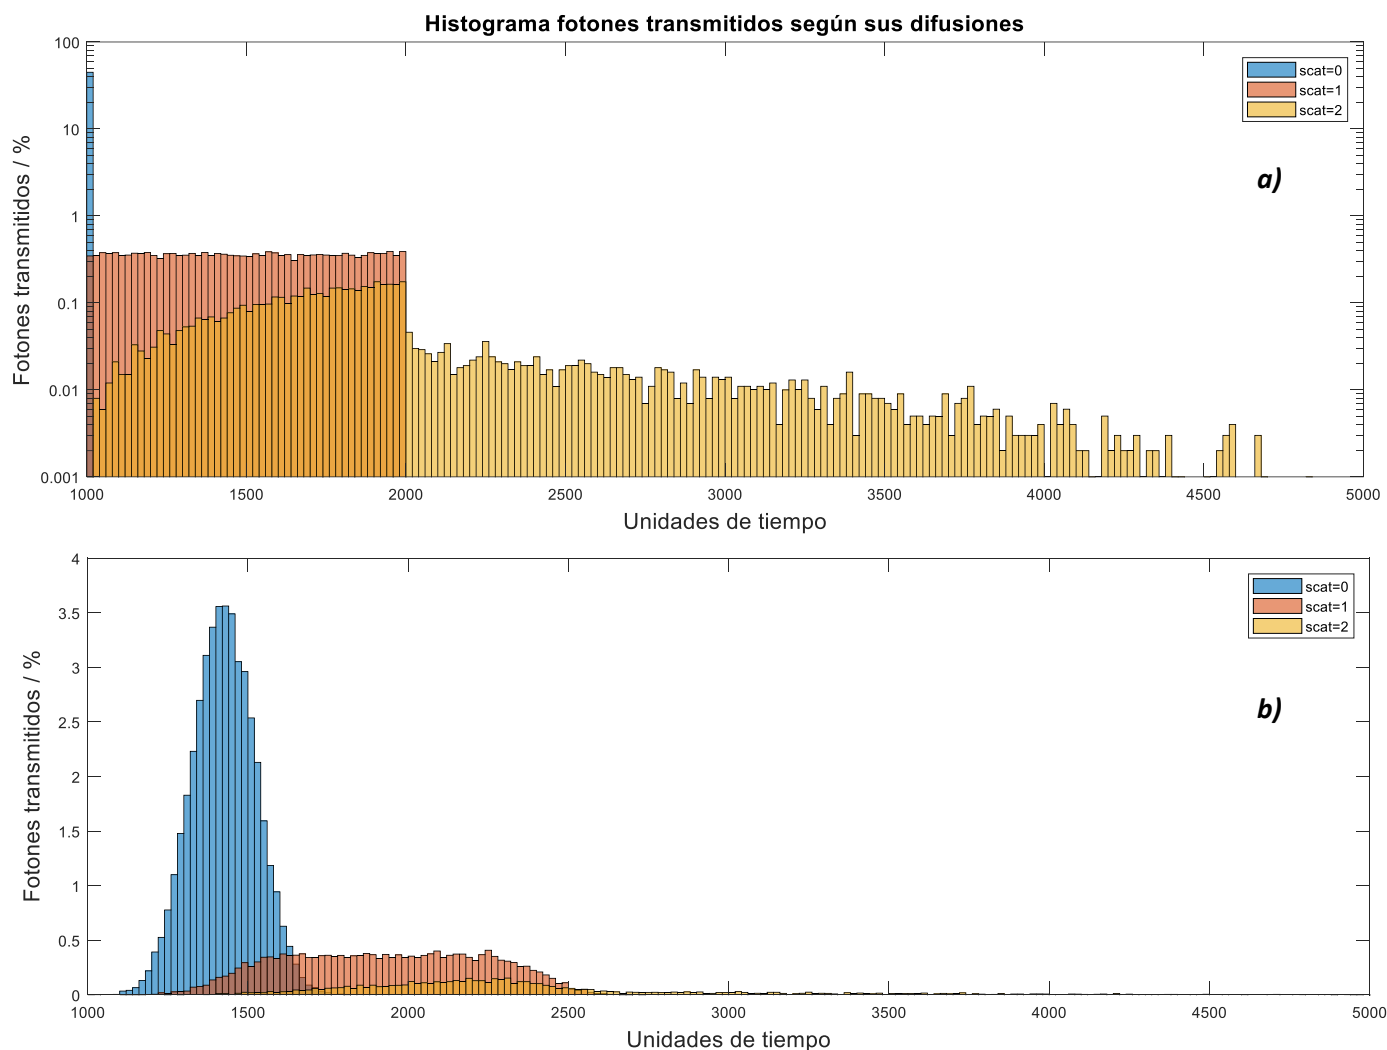 Histograma fotones transmitidos según sus difusiones
100
10
1
0.1
0.01
0.001
Fotones transmitidos / %
scat=0
scat=1
scat=2
a)
1000 1500 2000 2500 3000 3500 4000 4500 5000
Unidades de tiempo
4
3.5
3
2.5
2
1.5
1
0.5
0
Fotones transmitidos / %
scat=0
scat=1
scat=2
b)
1000 1500 2000 2500 3000 3500 4000 4500 5000
Unidades de tiempo